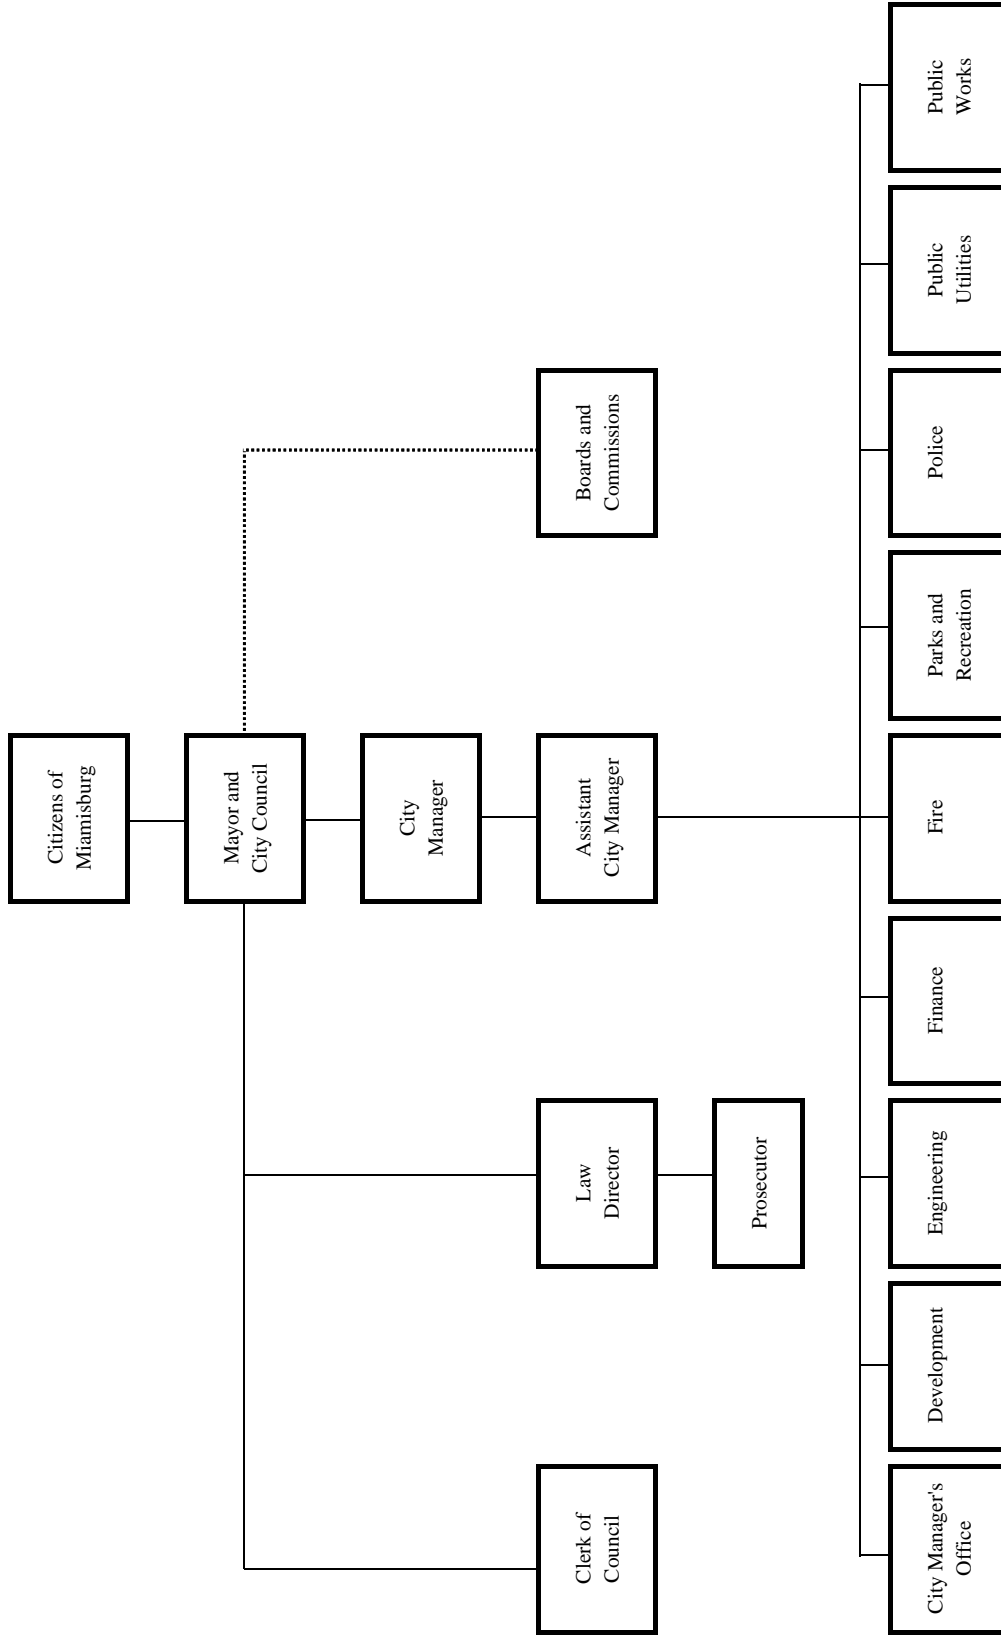 Citizens of
Miamisburg
Mayor and
City Council
City
Manager
Clerk of
Council
Law
Director
Assistant
City Manager
Boards and
Commissions
Prosecutor
City Manager's
Office
Development
Engineering
Finance
Fire
Parks and
Recreation
Police
Public
Utilities
Public
Works